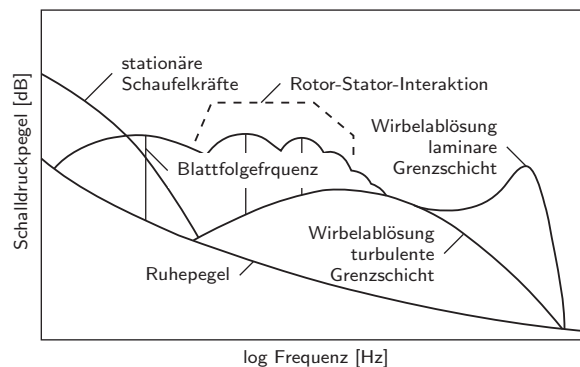 Schalldruckpegel [dB]
stationäre
Schaufelkräfte
Rotor-Stator-Interaktion
Wirbelablösung
laminare
Grenzschicht
Blattfolgefrquenz
Wirbelablösung
turbulente
Grenzschicht
Ruhepegel
log Frequenz [Hz]